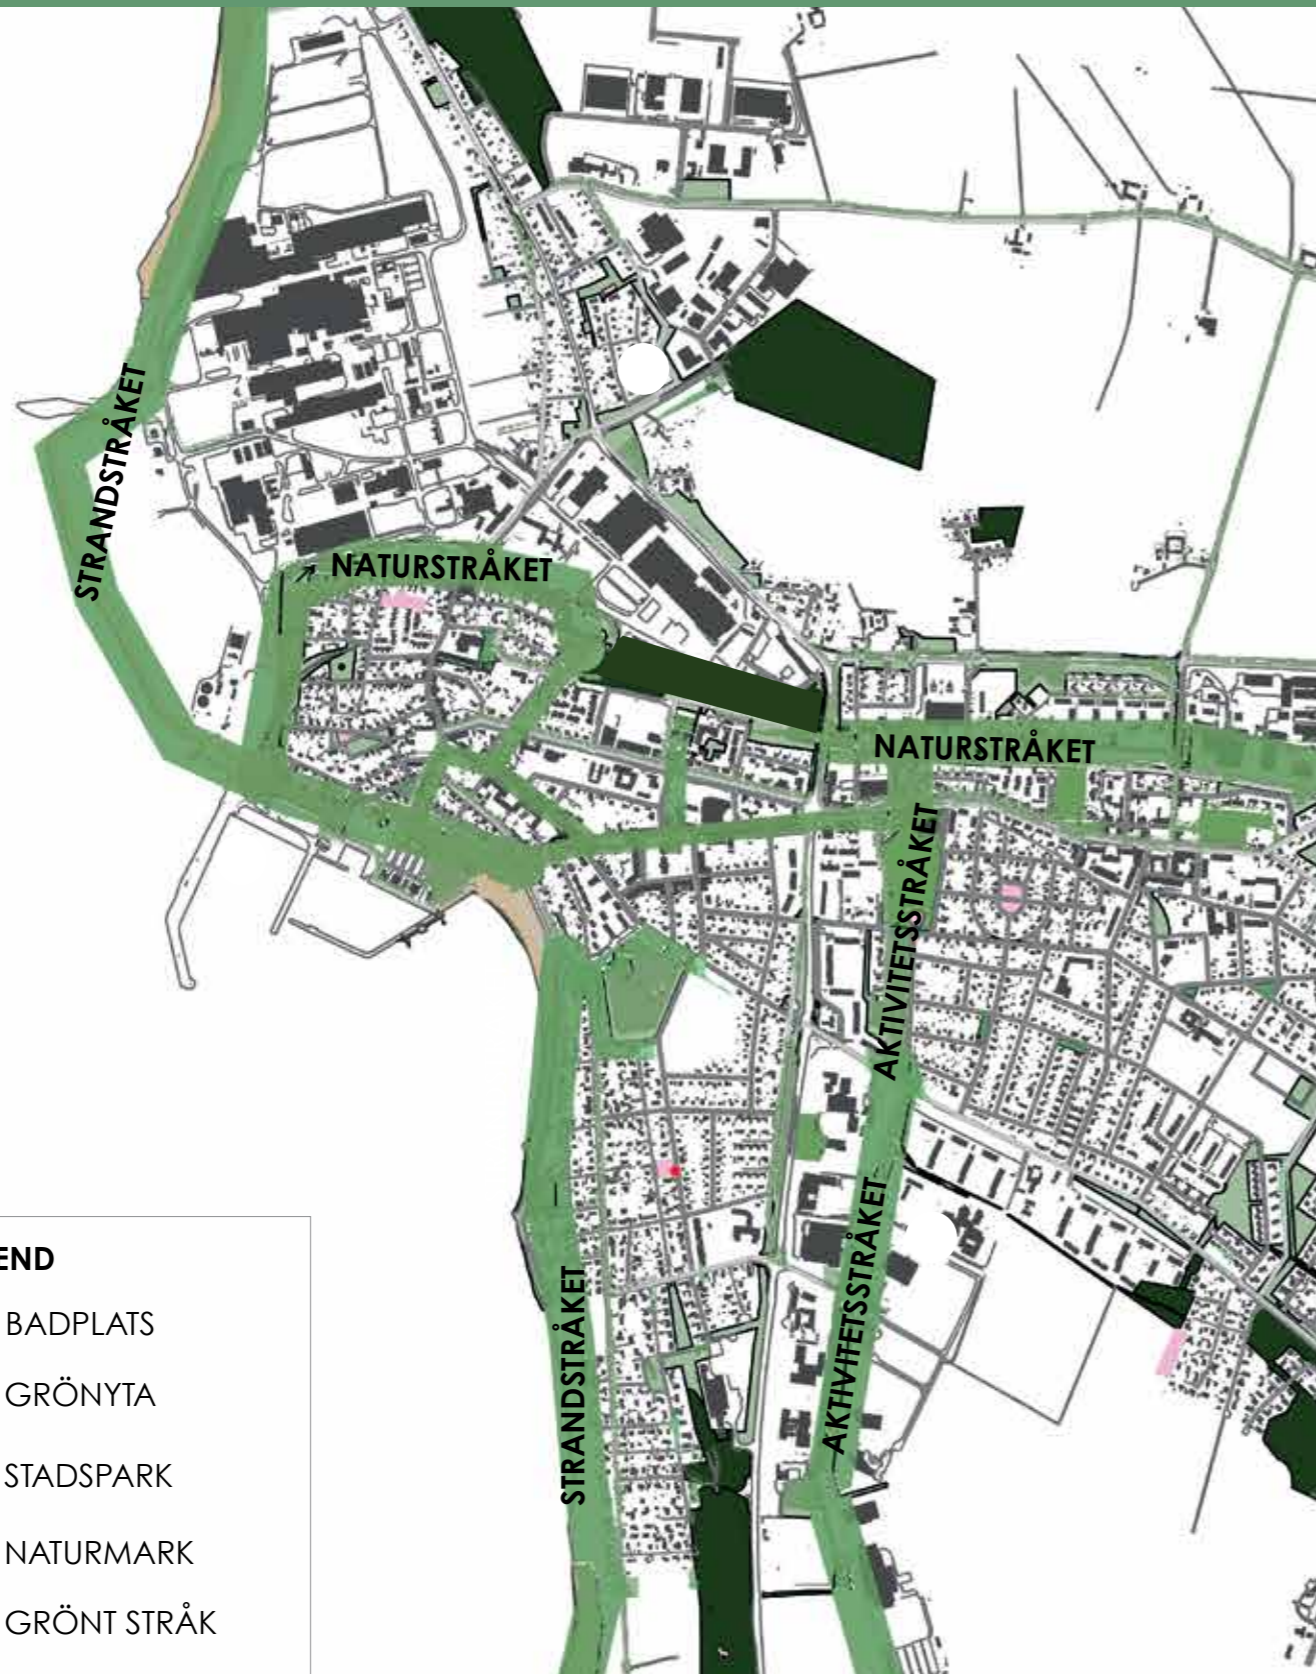 STRANDSTRÅKET
NATURSTRÅKET
NATURSTRÅKET
AKTIVITETSSTRÅKET
AKTIVITETSSTRÅKET
STRANDSTRÅKET
END
BADPLATS
GRÖNYTA
STADSPARK
NATURMARK
GRÖNT STRÅK